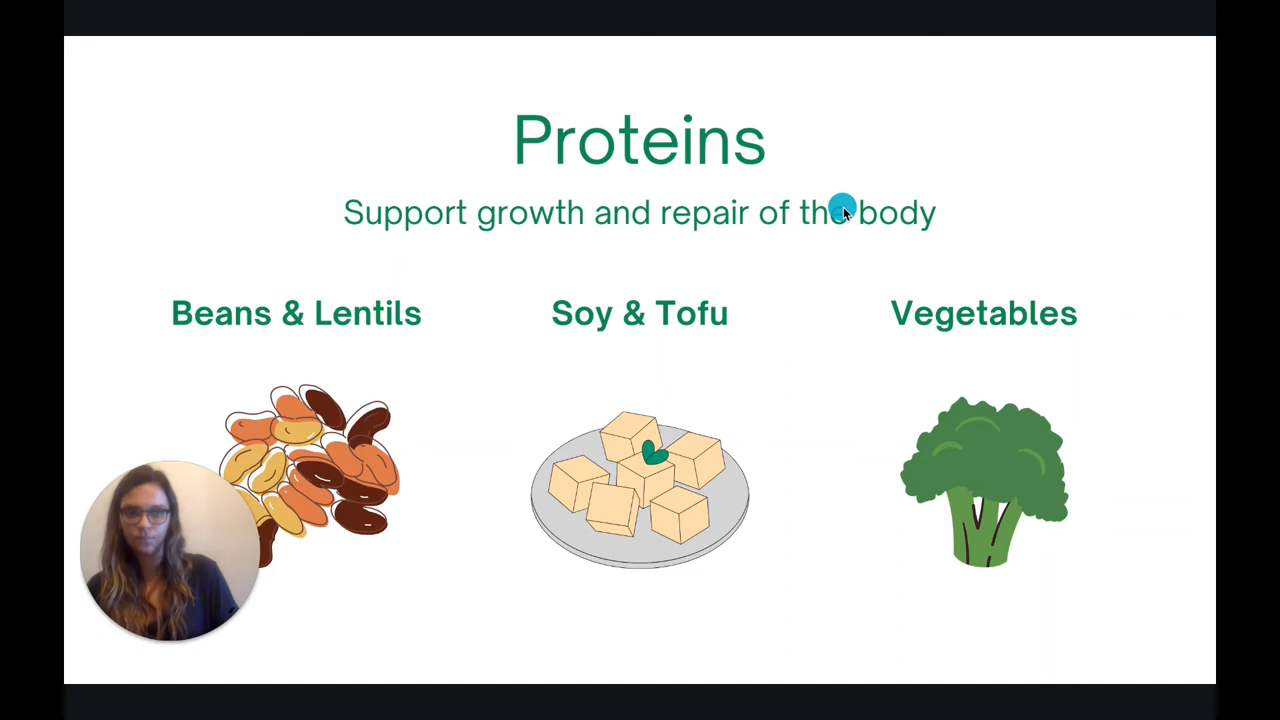 Proteins
Support growth and repair of the body
Beans & Lentils
Soy & Tofu
Vegetables